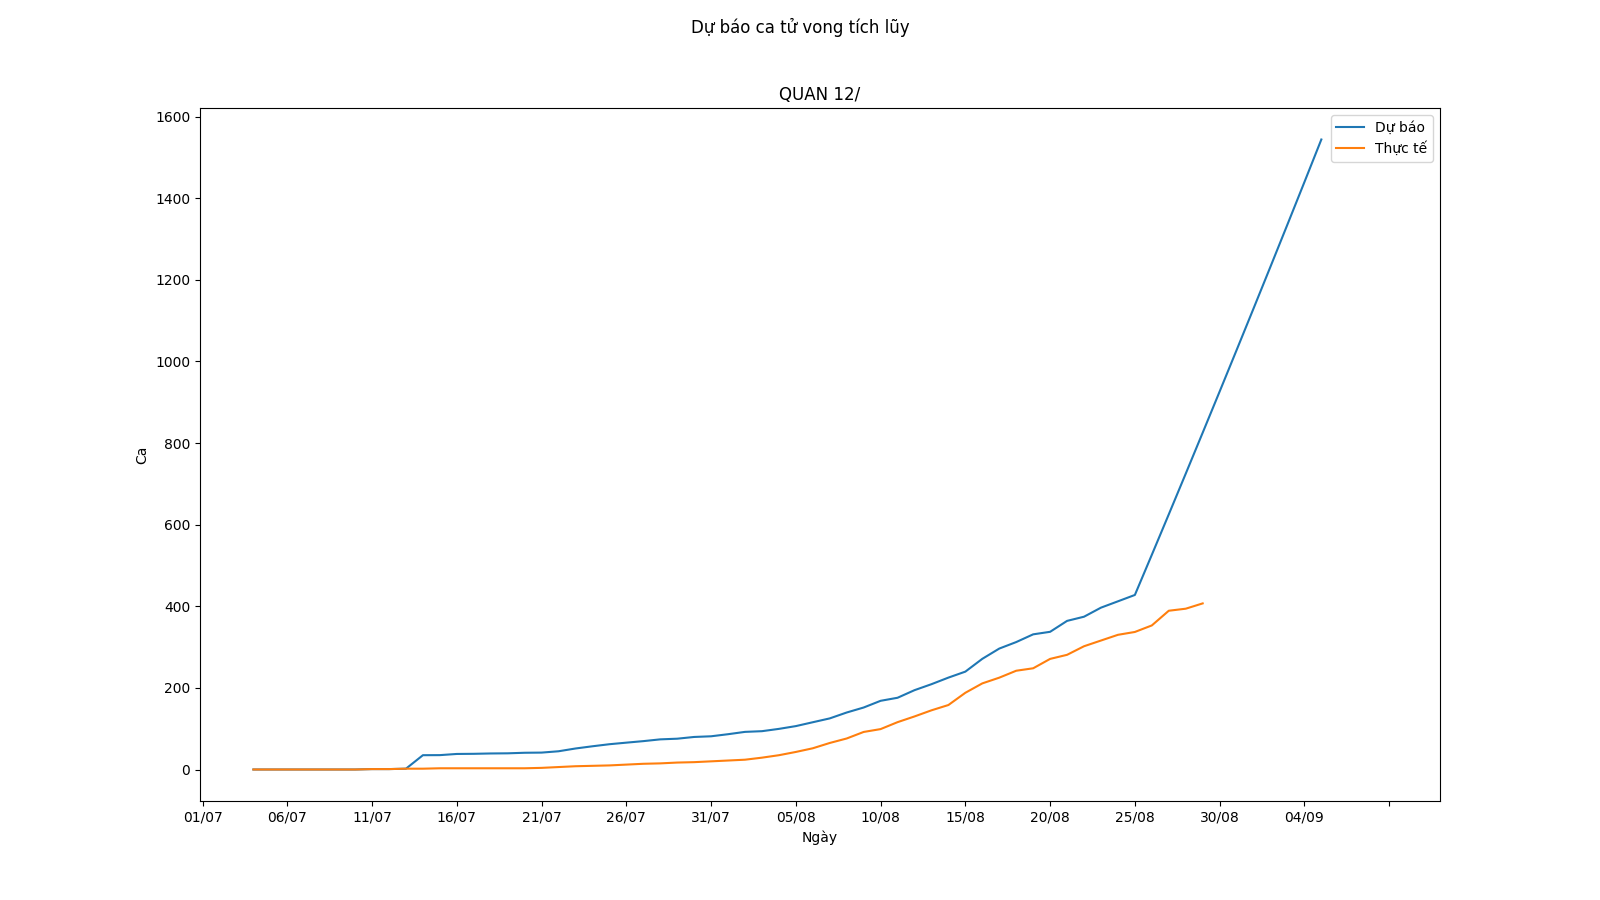 Dự báo ca tử vong tích lũy
QUAN 12/
1600
1400
1200
1000
800
600
400
200
0
Ca
Dự báo
Thực tế
01/07 06/07 11/07 16/07 21/07 26/07 31/07 05/08 10/08 15/08 20/08 25/08 30/08 04/09
Ngày